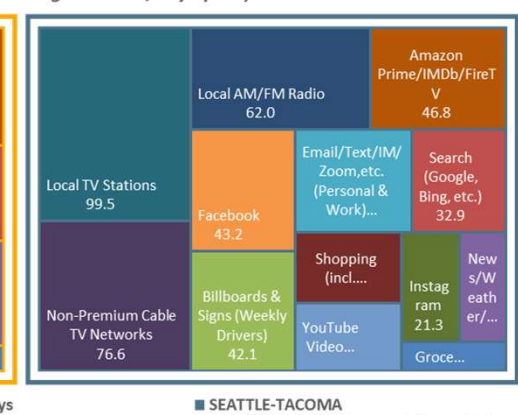 Local TV Stations
99.5
Non-Premium Cable
TV Networks
76.6
Local AM/FM Radio
62.0
Amazon
Prime/IMDb/FireT
V
46.8
Facebook
43.2
Billboards &
Signs (Weekly
Drivers)
42.1
Email/Text/IM/
Zoom,etc.
(Personal &
Work)...
Search
(Google,
Bing, etc.)
32.9
Shopping
(incl....
YouTube
Video...
Instag
ram
21.3
New
s/W
eath
er/...
Groce...
ys
SEATTLE-TACOMA